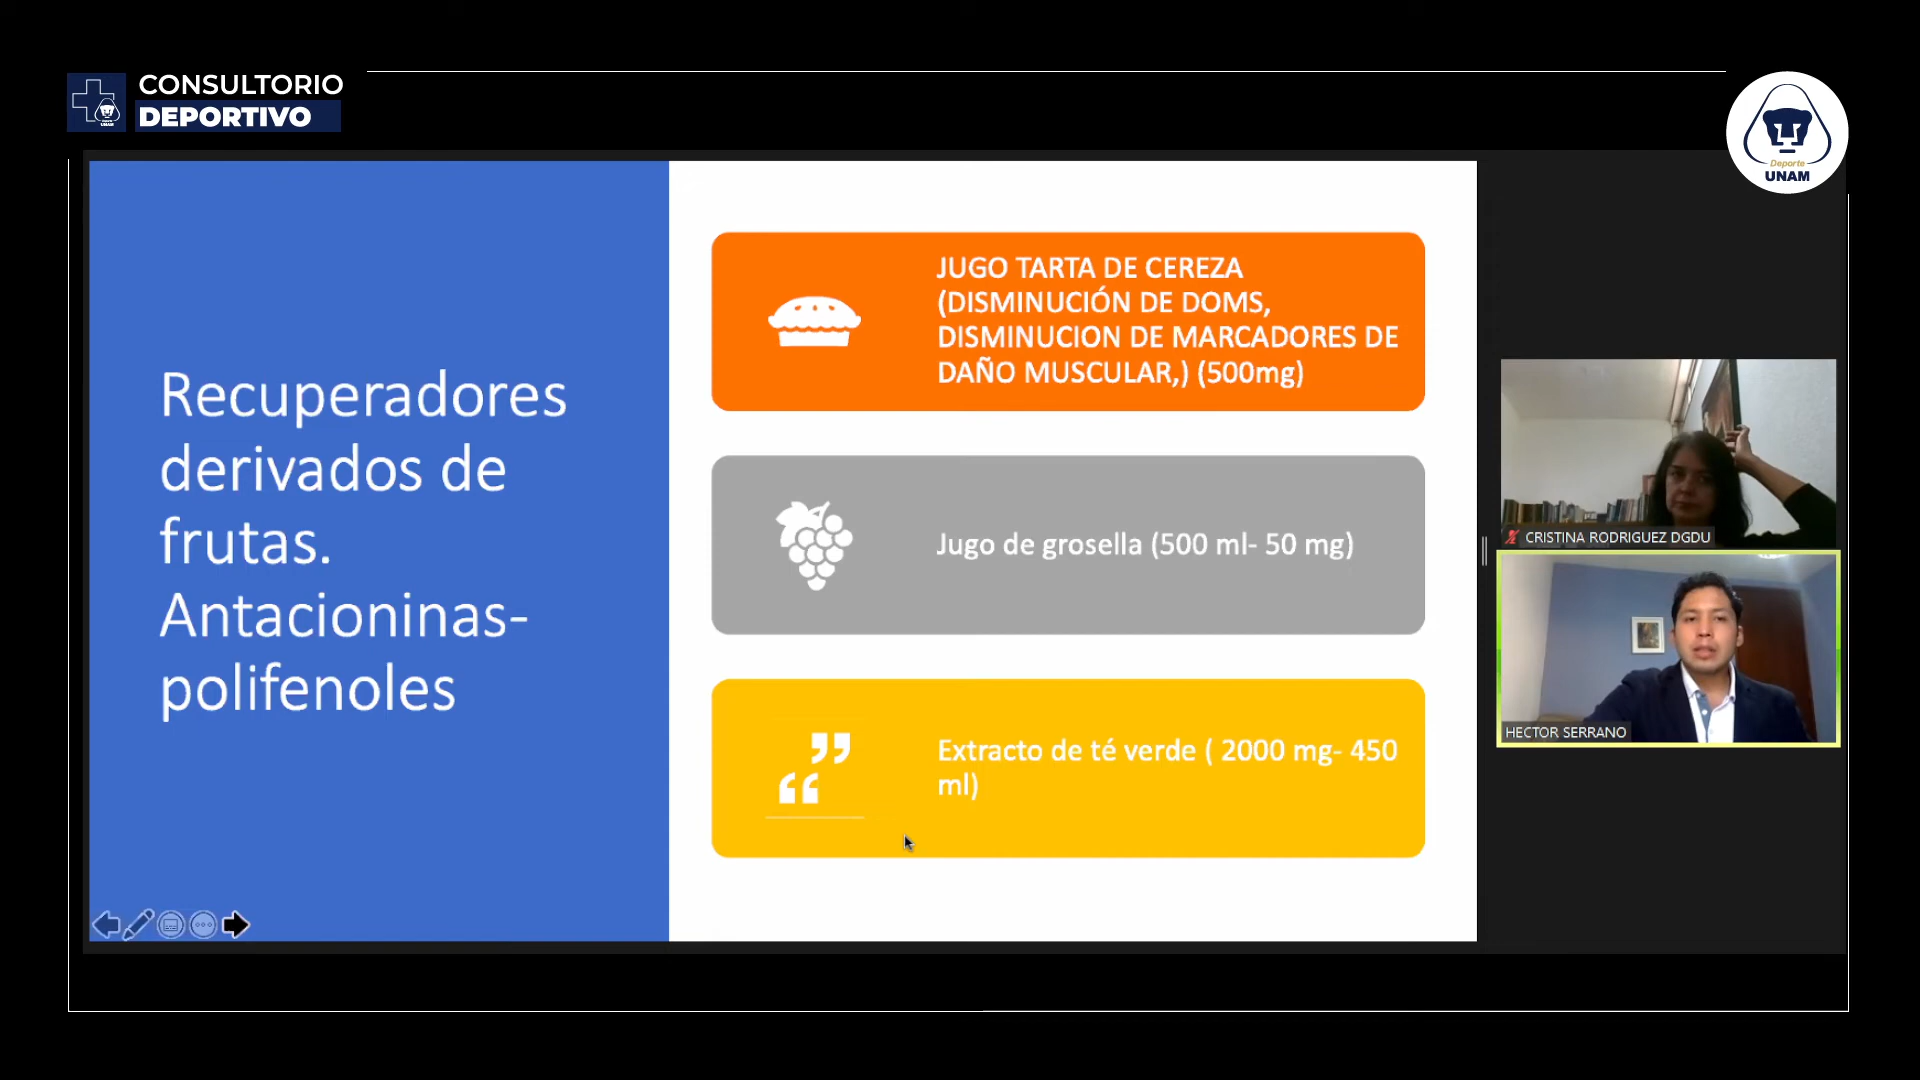 CONSULTORIO
DEPORTIVO
Deporte
UNAM
Recuperadores
derivados de
frutas.
Antacioninas-
polifenoles
JUGO TARTA DE CEREZA
(DISMINUCIÓN DE DOMS,
DISMINUCION DE MARCADORES DE
DAÑO MUSCULAR,) (500mg)
Jugo de grosella (500 ml- 50 mg)
Extracto de té verde ( 2000 mg- 450
ml)
CRISTINA RODRIGUEZ DGDU
HECTOR SERRANO